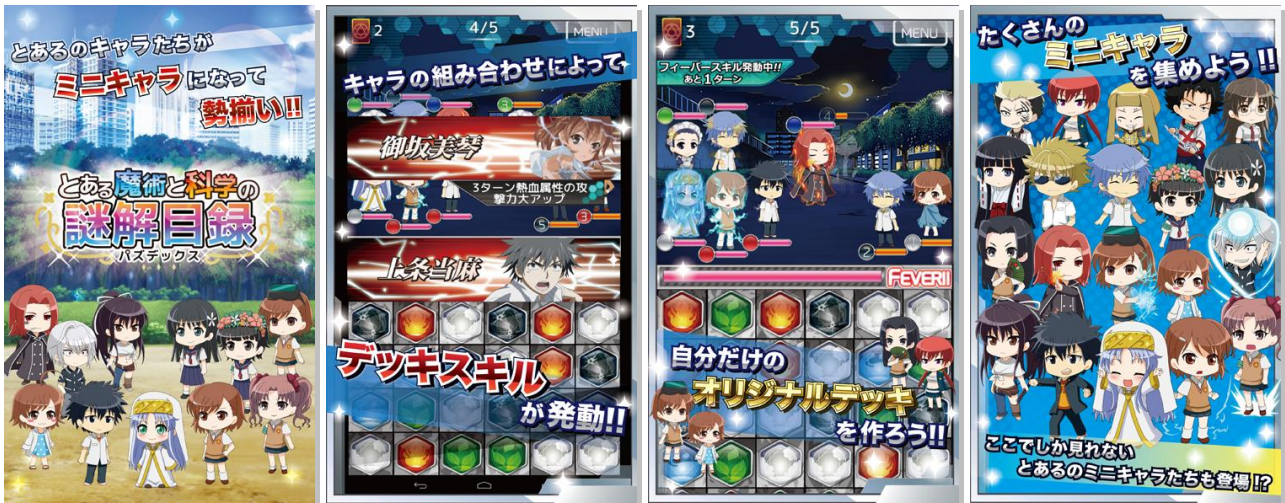 とあるのキャラたちが
ミニキャラになって
勢揃い!!
とある魔術と科学の
謎解目録
パズデックス
2
4/5
MENU
キャラの組み合わせによって
御坂美琴
3ターン熱血属性の攻
撃力大アップ
5
3
上条当麻
デッキスキル
が発動!!
3
5/5
MENU
フィーバースキル発動中!!
あと1ターン
4
2
FEVER!!
自分だけの
オリジナルデッキ
を作ろう!!
たくさんの
ミニキャラ
を集めよう!!
ここでしか見れない
とあるのミニキャラたちも登場!?